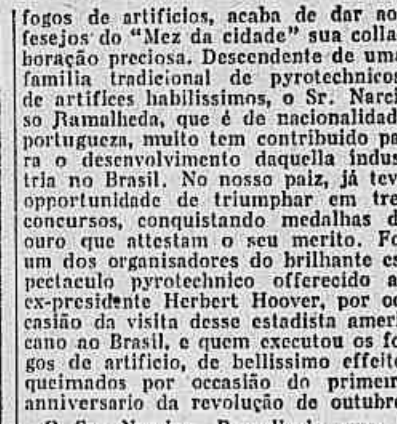 fogos de artificios, acaba de dar ao
fesejos do "Mez da cidade" sua colla
boração preciosa. Descendente de uma
familia tradicional de pyrotechnicos
de artifices habilissimos, o Sr. Narci
so Ramalheda, que é de nacionalidad
portugueza, muito tem contribuido pa
ra o desenvolvimento daquella indus
tria no Brasil. No nosso paiz, já tev
opportunidade de triumphar em tre
concursos, conquistando medalhas d
ouro que attestam o seu merito. Fo
um dos organisadores do brilhante es
pectaculo pyrotechnico offerecido a
ex-presidente Herbert Hoover, por oc
casião da visita desse estadista ameri
cano ao Brasil, e quem executou os fo
gos de artificio, de bellissimo effeito
queimados por occasião do primeir
anniversario da revolução de outubro